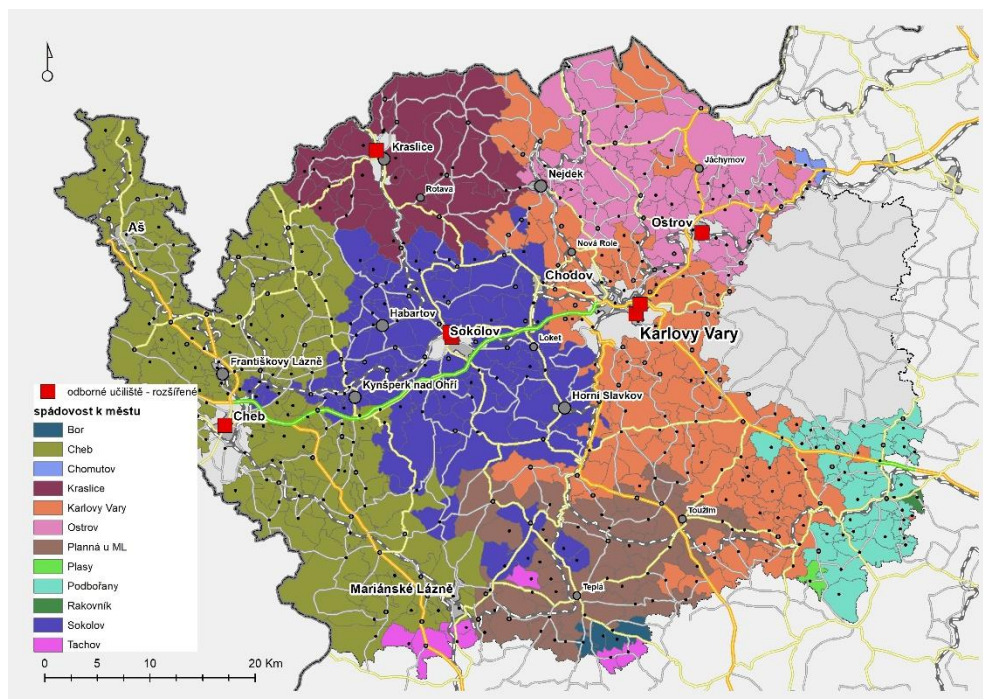 Kraslice
Rotava
Nejdek
Jáchymov
Ostrov
Aš
Nová Role
Chodov
Karlovy Vary
Habartov
Sokolov
Loket
Františkovy Lázně
Kynšperk nad Ohří
Horní Slavkov
Cheb
Toužim
Mariánské Lázně
Teplá
odborné učiliště - rozšířené
spádovost k městu
Bor
Cheb
Chomutov
Kraslice
Karlovy Vary
Ostrov
Planná u ML
Plasy
Podbořany
Rakovník
Sokolov
Tachov
0 5 10 20 Km